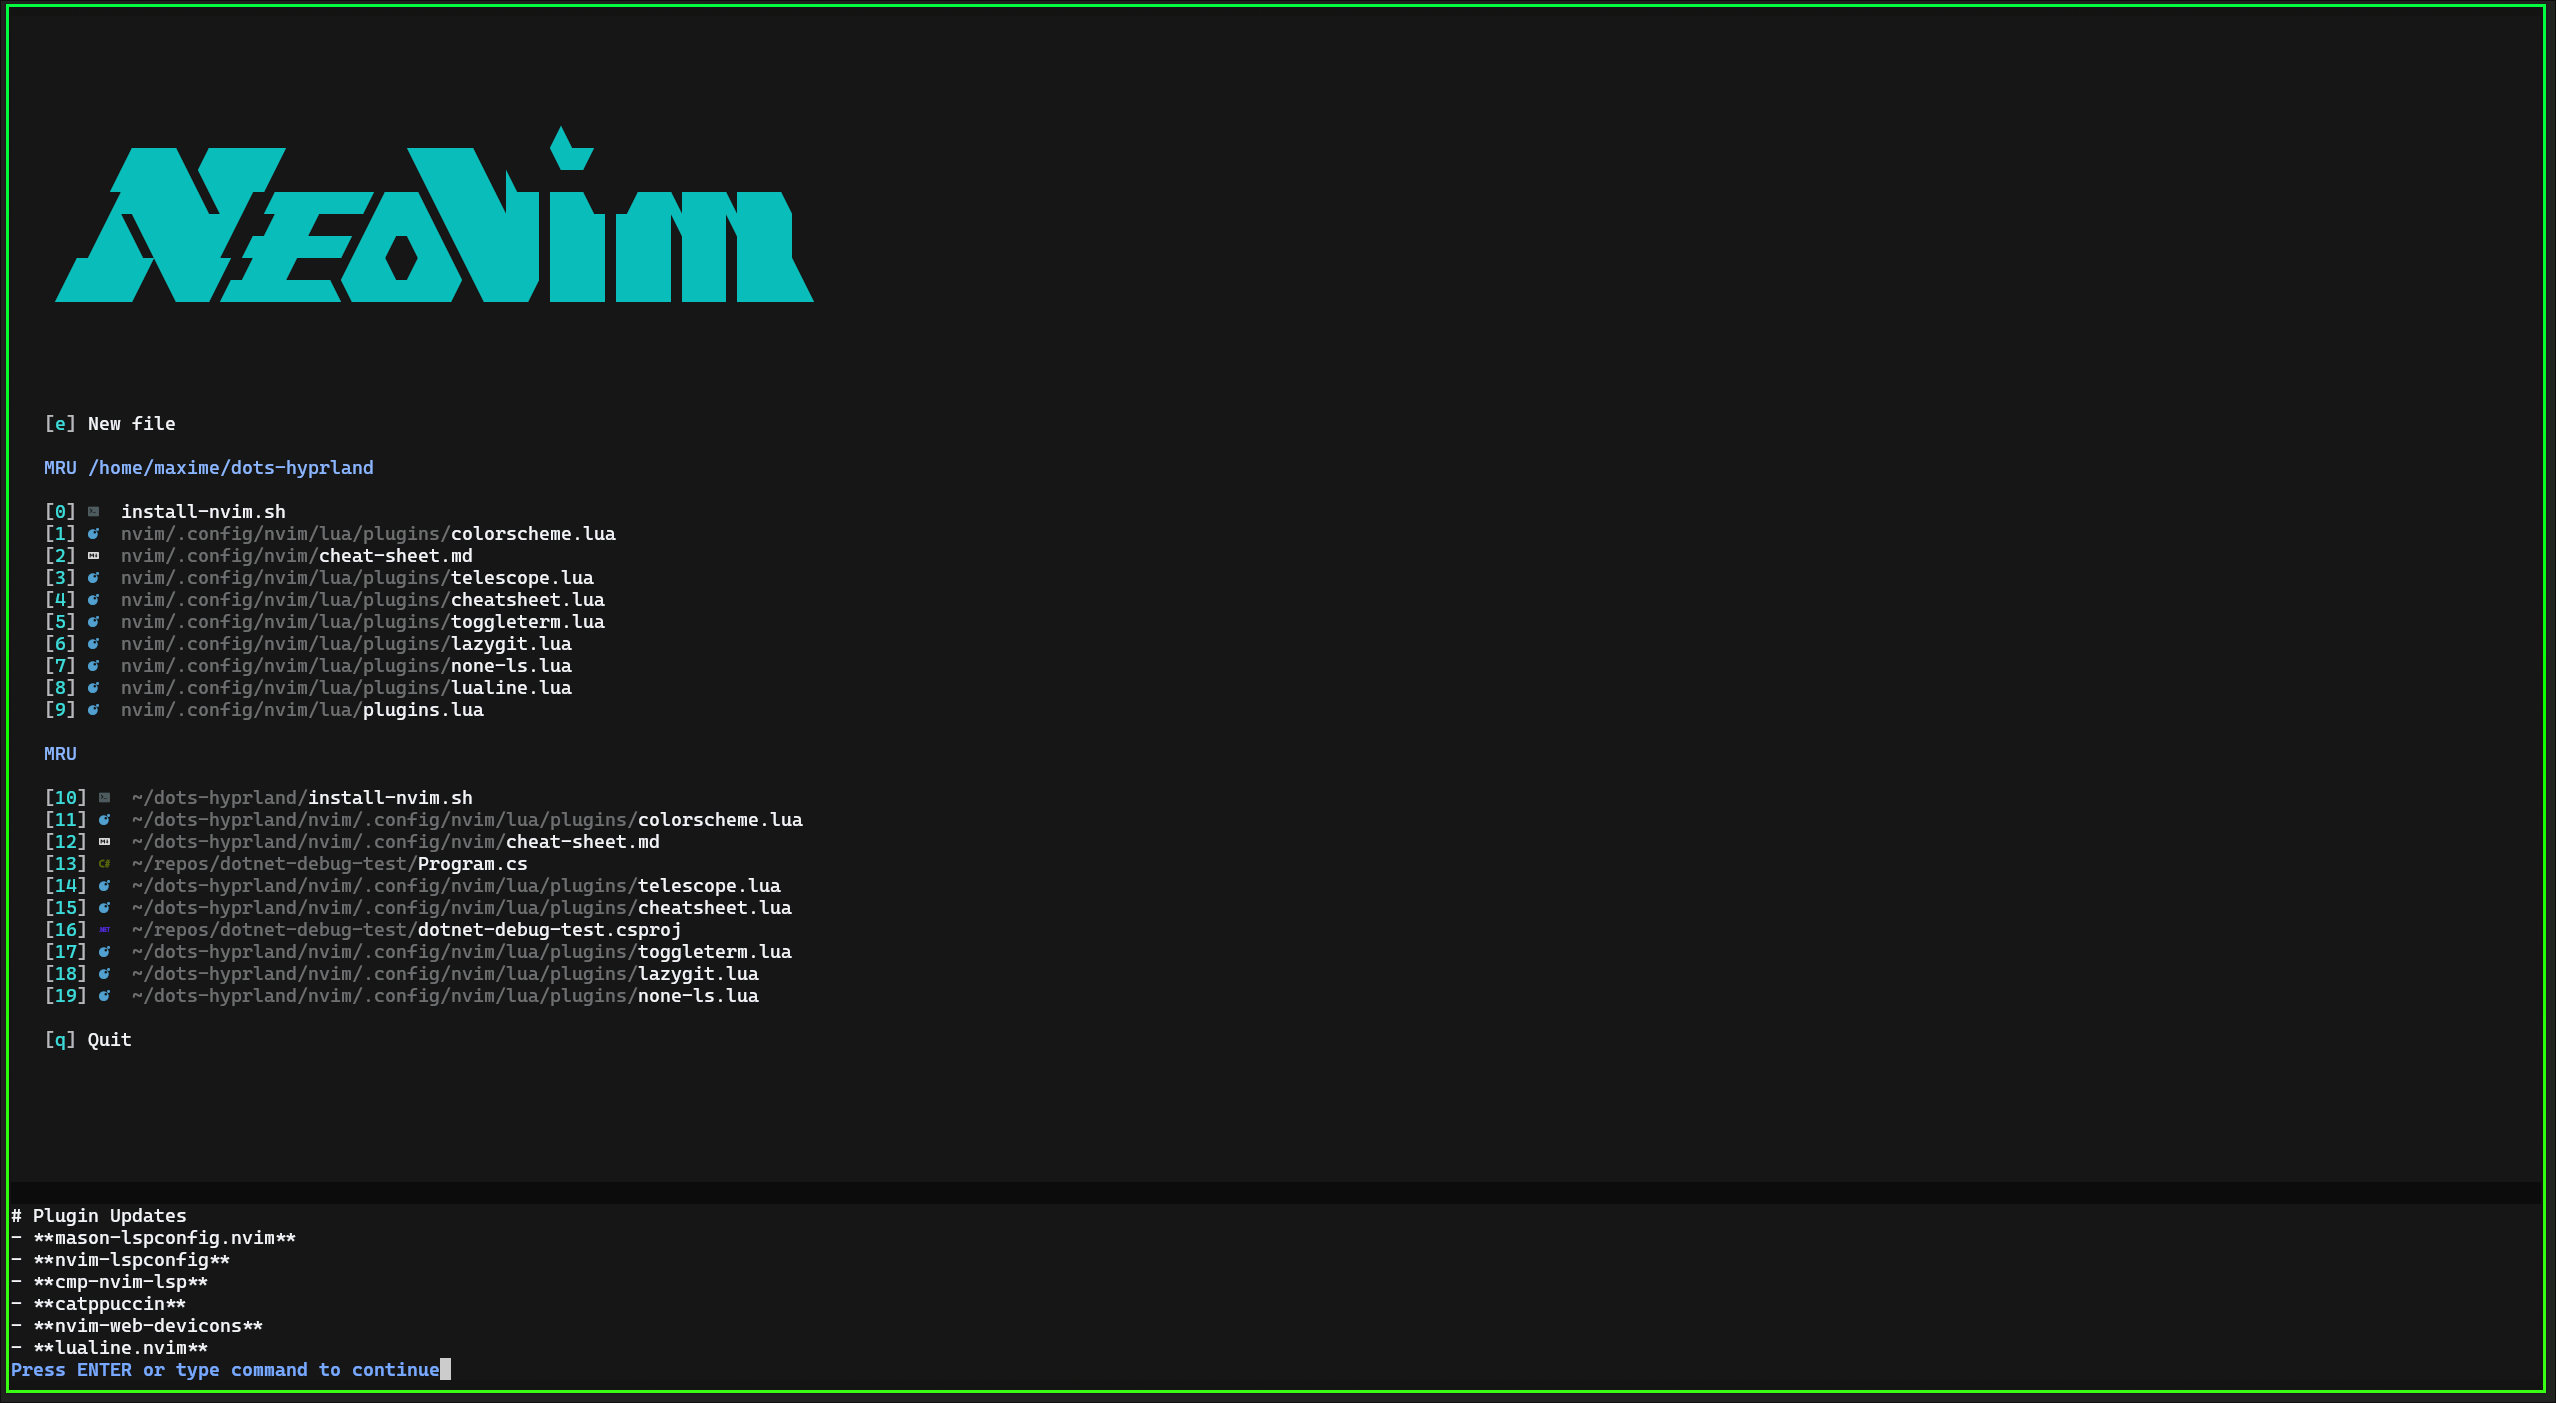 NEOVIM
[e] New file
MRU /home/maxime/dots-hyprland
[0] install-nvim.sh
[1] nvim/.config/nvim/lua/plugins/colorscheme.lua
[2] nvim/.config/nvim/cheat-sheet.md
[3] nvim/.config/nvim/lua/plugins/telescope.lua
[4] nvim/.config/nvim/lua/plugins/cheatsheet.lua
[5] nvim/.config/nvim/lua/plugins/toggleterm.lua
[6] nvim/.config/nvim/lua/plugins/lazygit.lua
[7] nvim/.config/nvim/lua/plugins/none-ls.lua
[8] nvim/.config/nvim/lua/plugins/lualine.lua
[9] nvim/.config/nvim/lua/plugins.lua
MRU
[10] ~/dots-hyprland/install-nvim.sh
[11] ~/dots-hyprland/nvim/.config/nvim/lua/plugins/colorscheme.lua
[12] ~/dots-hyprland/nvim/.config/nvim/cheat-sheet.md
[13] C# ~/repos/dotnet-debug-test/Program.cs
[14] ~/dots-hyprland/nvim/.config/nvim/lua/plugins/telescope.lua
[15] ~/dots-hyprland/nvim/.config/nvim/lua/plugins/cheatsheet.lua
[16] .NET ~/repos/dotnet-debug-test/dotnet-debug-test.csproj
[17] ~/dots-hyprland/nvim/.config/nvim/lua/plugins/toggleterm.lua
[18] ~/dots-hyprland/nvim/.config/nvim/lua/plugins/lazygit.lua
[19] ~/dots-hyprland/nvim/.config/nvim/lua/plugins/none-ls.lua
[q] Quit
# Plugin Updates
- **mason-lspconfig.nvim**
- **nvim-lspconfig**
- **cmp-nvim-lsp**
- **catppuccin**
- **nvim-web-devicons**
- **lualine.nvim**
Press ENTER or type command to continue